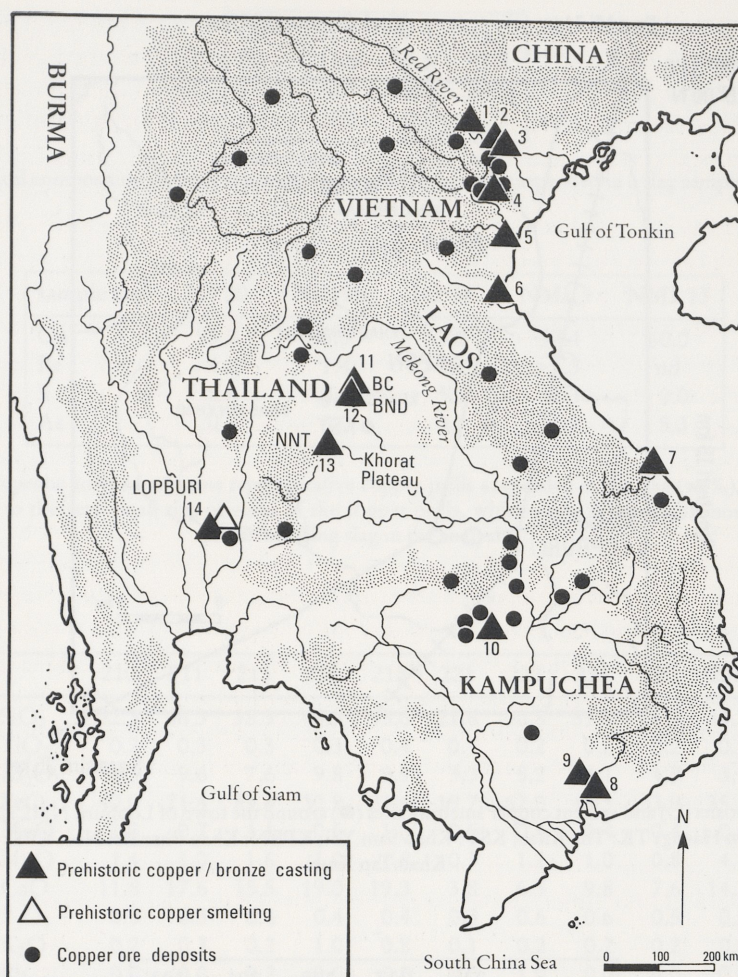 CHINA
BURMA
Red River
1
2
3
4
VIETNAM
5
Gulf of Tonkin
6
LAOS
Mekong River
11
THAILAND
BC
12
BND
NNT
13
Khorat
Plateau
7
LOPBURI
14
10
KAMPUCHEA
9
8
Gulf of Siam
N
Prehistoric copper / bronze casting
Prehistoric copper smelting
Copper ore deposits
South China Sea
0 100 200 km